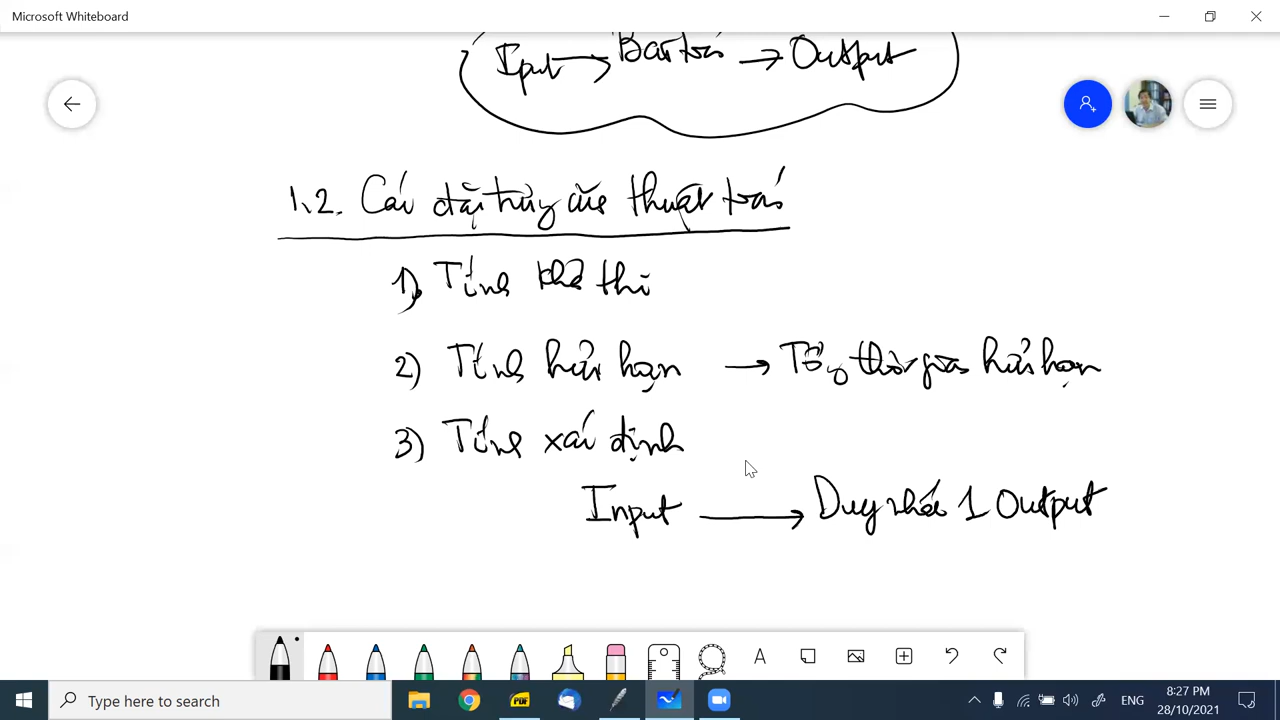 Microsoft Whiteboard
Input → Bài toán → Output
1.2. Các đặc trưng của thuật toán
1) Tính khả thi
2) Tính hữu hạn → Trong thời gian hữu hạn
3) Tính xác định
Input → Duy nhất 1 Output
Type here to search
PDF
ENG
8:27 PM
28/10/2021